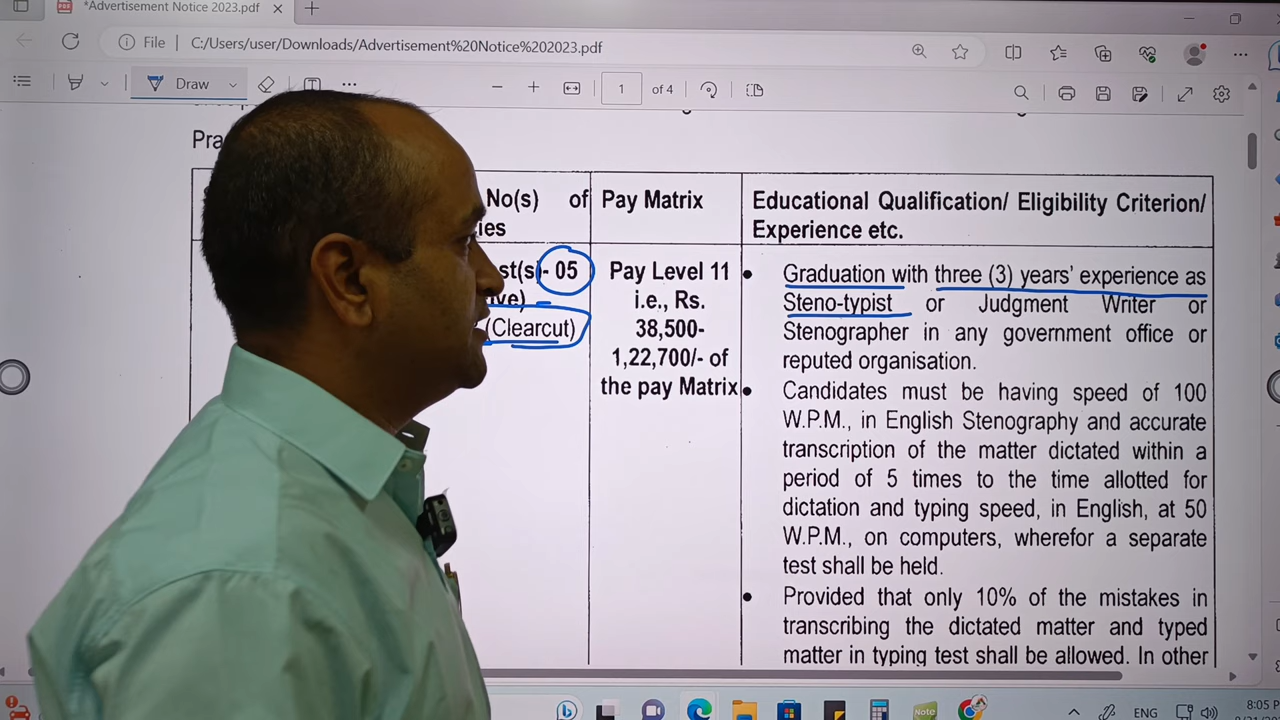 *Advertisement Notice 2023.pdf
File
C:/Users/user/Downloads/Advertisement%20Notice%202023.pdf
Draw
1 of 4
No(s) of
Pay Matrix
Educational Qualification/ Eligibility Criterion/
Experience etc.
05
(Clearcut)
Pay Level 11
i.e., Rs.
38,500-
1,22,700/- of
the pay Matrix
• Graduation with three (3) years' experience as
Steno-typist or Judgment Writer or
Stenographer in any government office or
reputed organisation.
• Candidates must be having speed of 100
W.P.M., in English Stenography and accurate
transcription of the matter dictated within a
period of 5 times to the time allotted for
dictation and typing speed, in English, at 50
W.P.M., on computers, wherefor a separate
test shall be held.
• Provided that only 10% of the mistakes in
transcribing the dictated matter and typed
matter in typing test shall be allowed. In other
Note
ENG
8:05 P